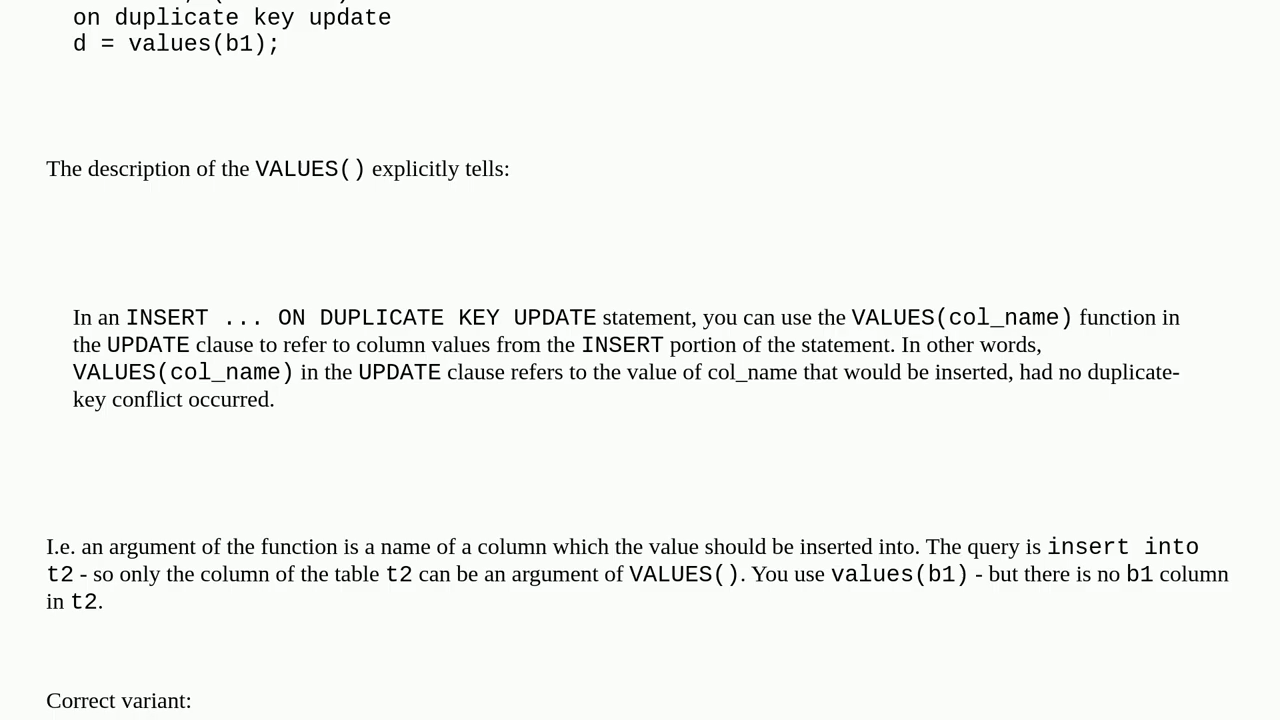 on duplicate key update
d = values(b1);
The description of the VALUES() explicitly tells:
In an INSERT ... ON DUPLICATE KEY UPDATE statement, you can use the VALUES(col_name) function in
the UPDATE clause to refer to column values from the INSERT portion of the statement. In other words,
VALUES(col_name) in the UPDATE clause refers to the value of col_name that would be inserted, had no duplicate-
key conflict occurred.
I.e. an argument of the function is a name of a column which the value should be inserted into. The query is insert into
t2 - so only the column of the table t2 can be an argument of VALUES(). You use values(b1) - but there is no b1 column
in t2.
Correct variant: